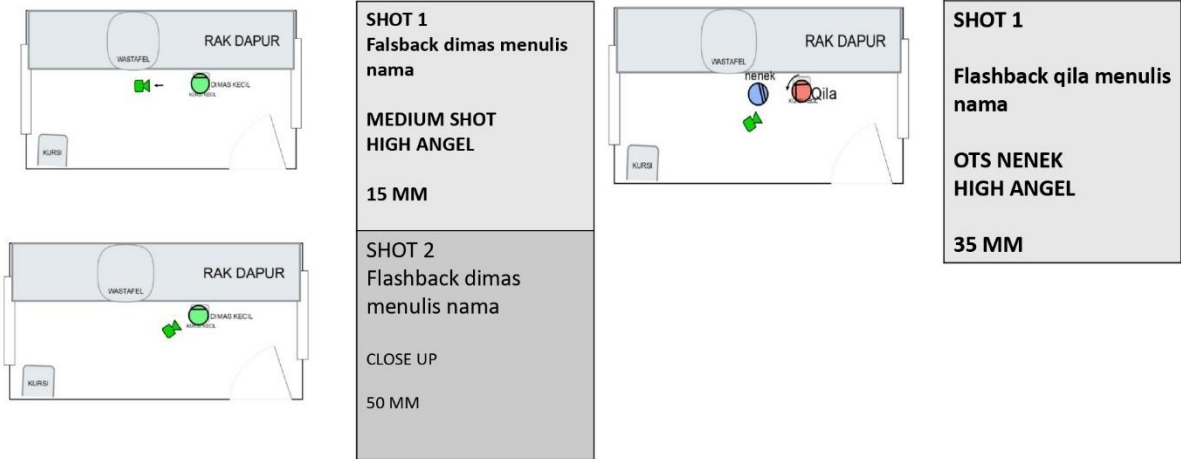 RAK DAPUR
WASTAFEL
DIMAS KECIL
KURSI KECIL
KURSI
SHOT 1
Falsback dimas menulis
nama
MEDIUM SHOT
HIGH ANGEL
15 MM
RAK DAPUR
WASTAFEL
DIMAS KECIL
KURSI KECIL
KURSI
SHOT 2
Flashback dimas
menulis nama
CLOSE UP
50 MM
RAK DAPUR
WASTAFEL
nenek
Qila
KURSI
SHOT 1
Flashback qila menulis
nama
OTS NENEK
HIGH ANGEL
35 MM